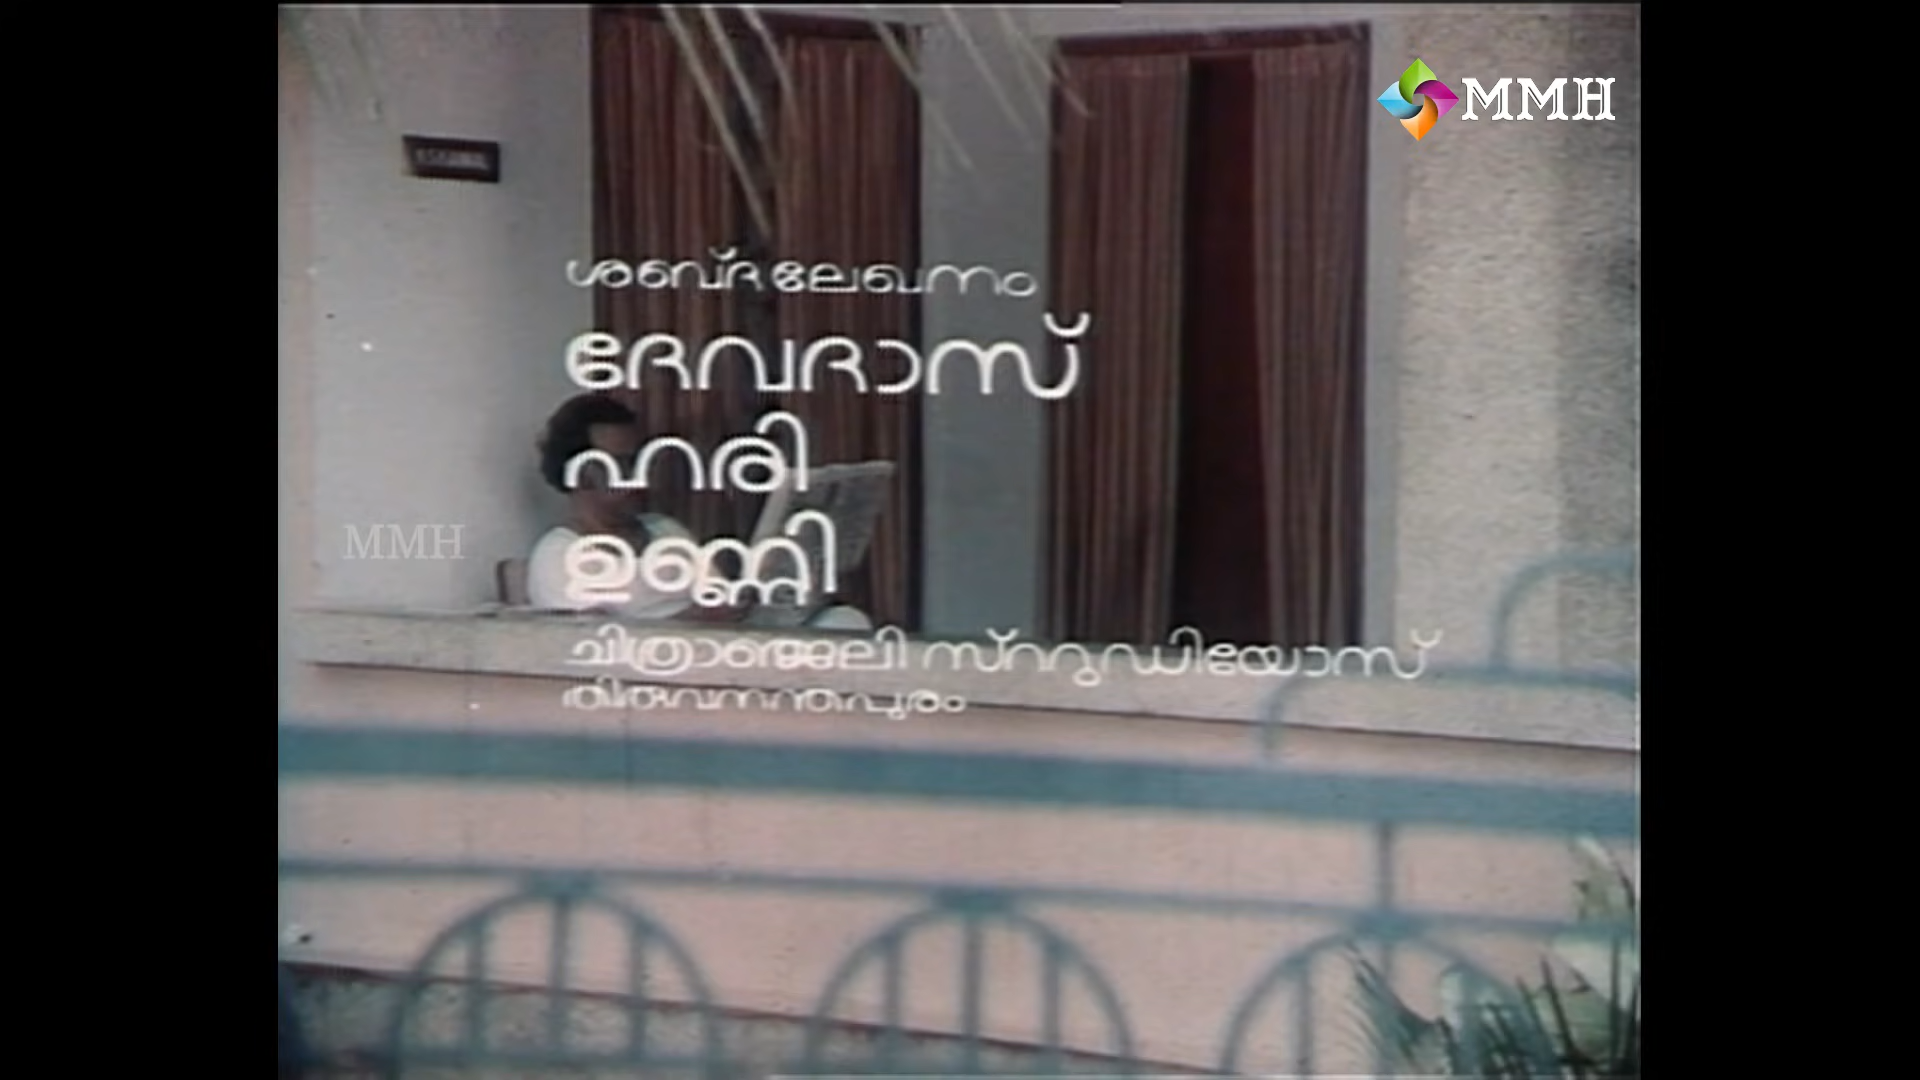 MMH
ശബ്ദലേഖനം
ദേവദാസ്
ഹരി
ഉണ്ണി
MMH
ചിത്രാഞ്ജലി സ്റ്റുഡിയോസ്
തിരുവനന്തപുരം